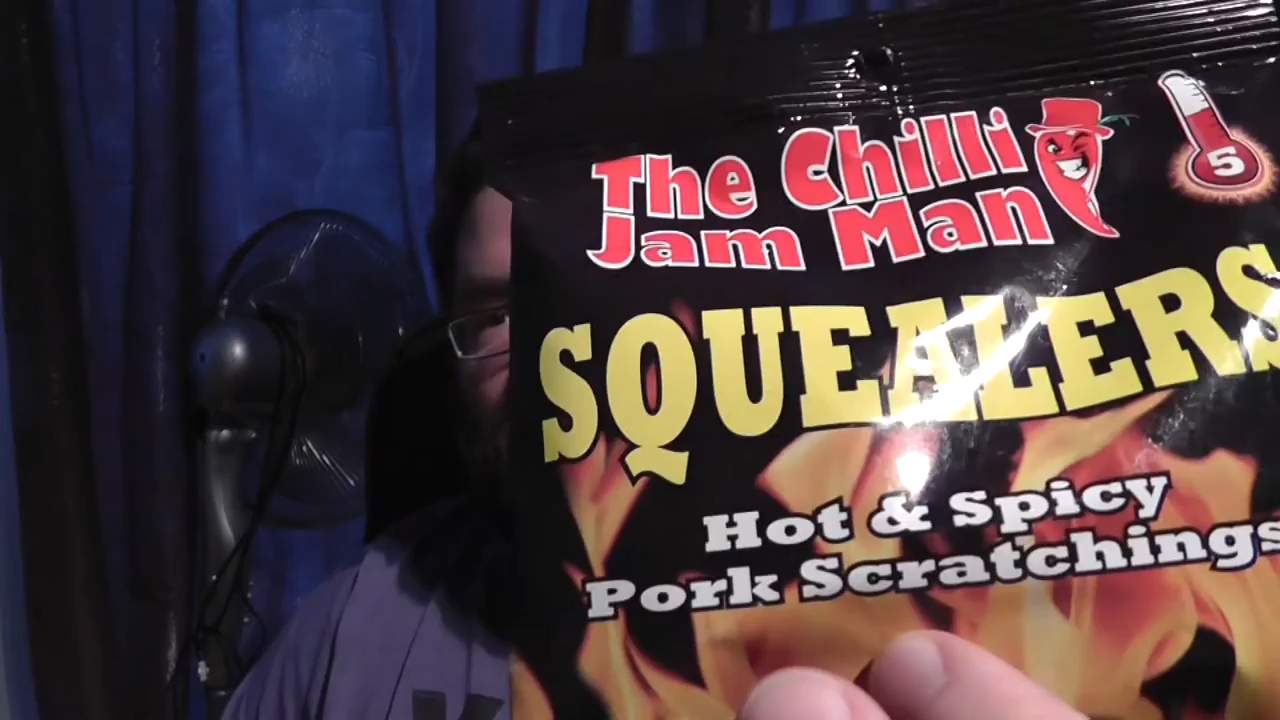 The Chilli
Jam Man
5
SQUEALERS
Hot & Spicy
Pork Scratchings